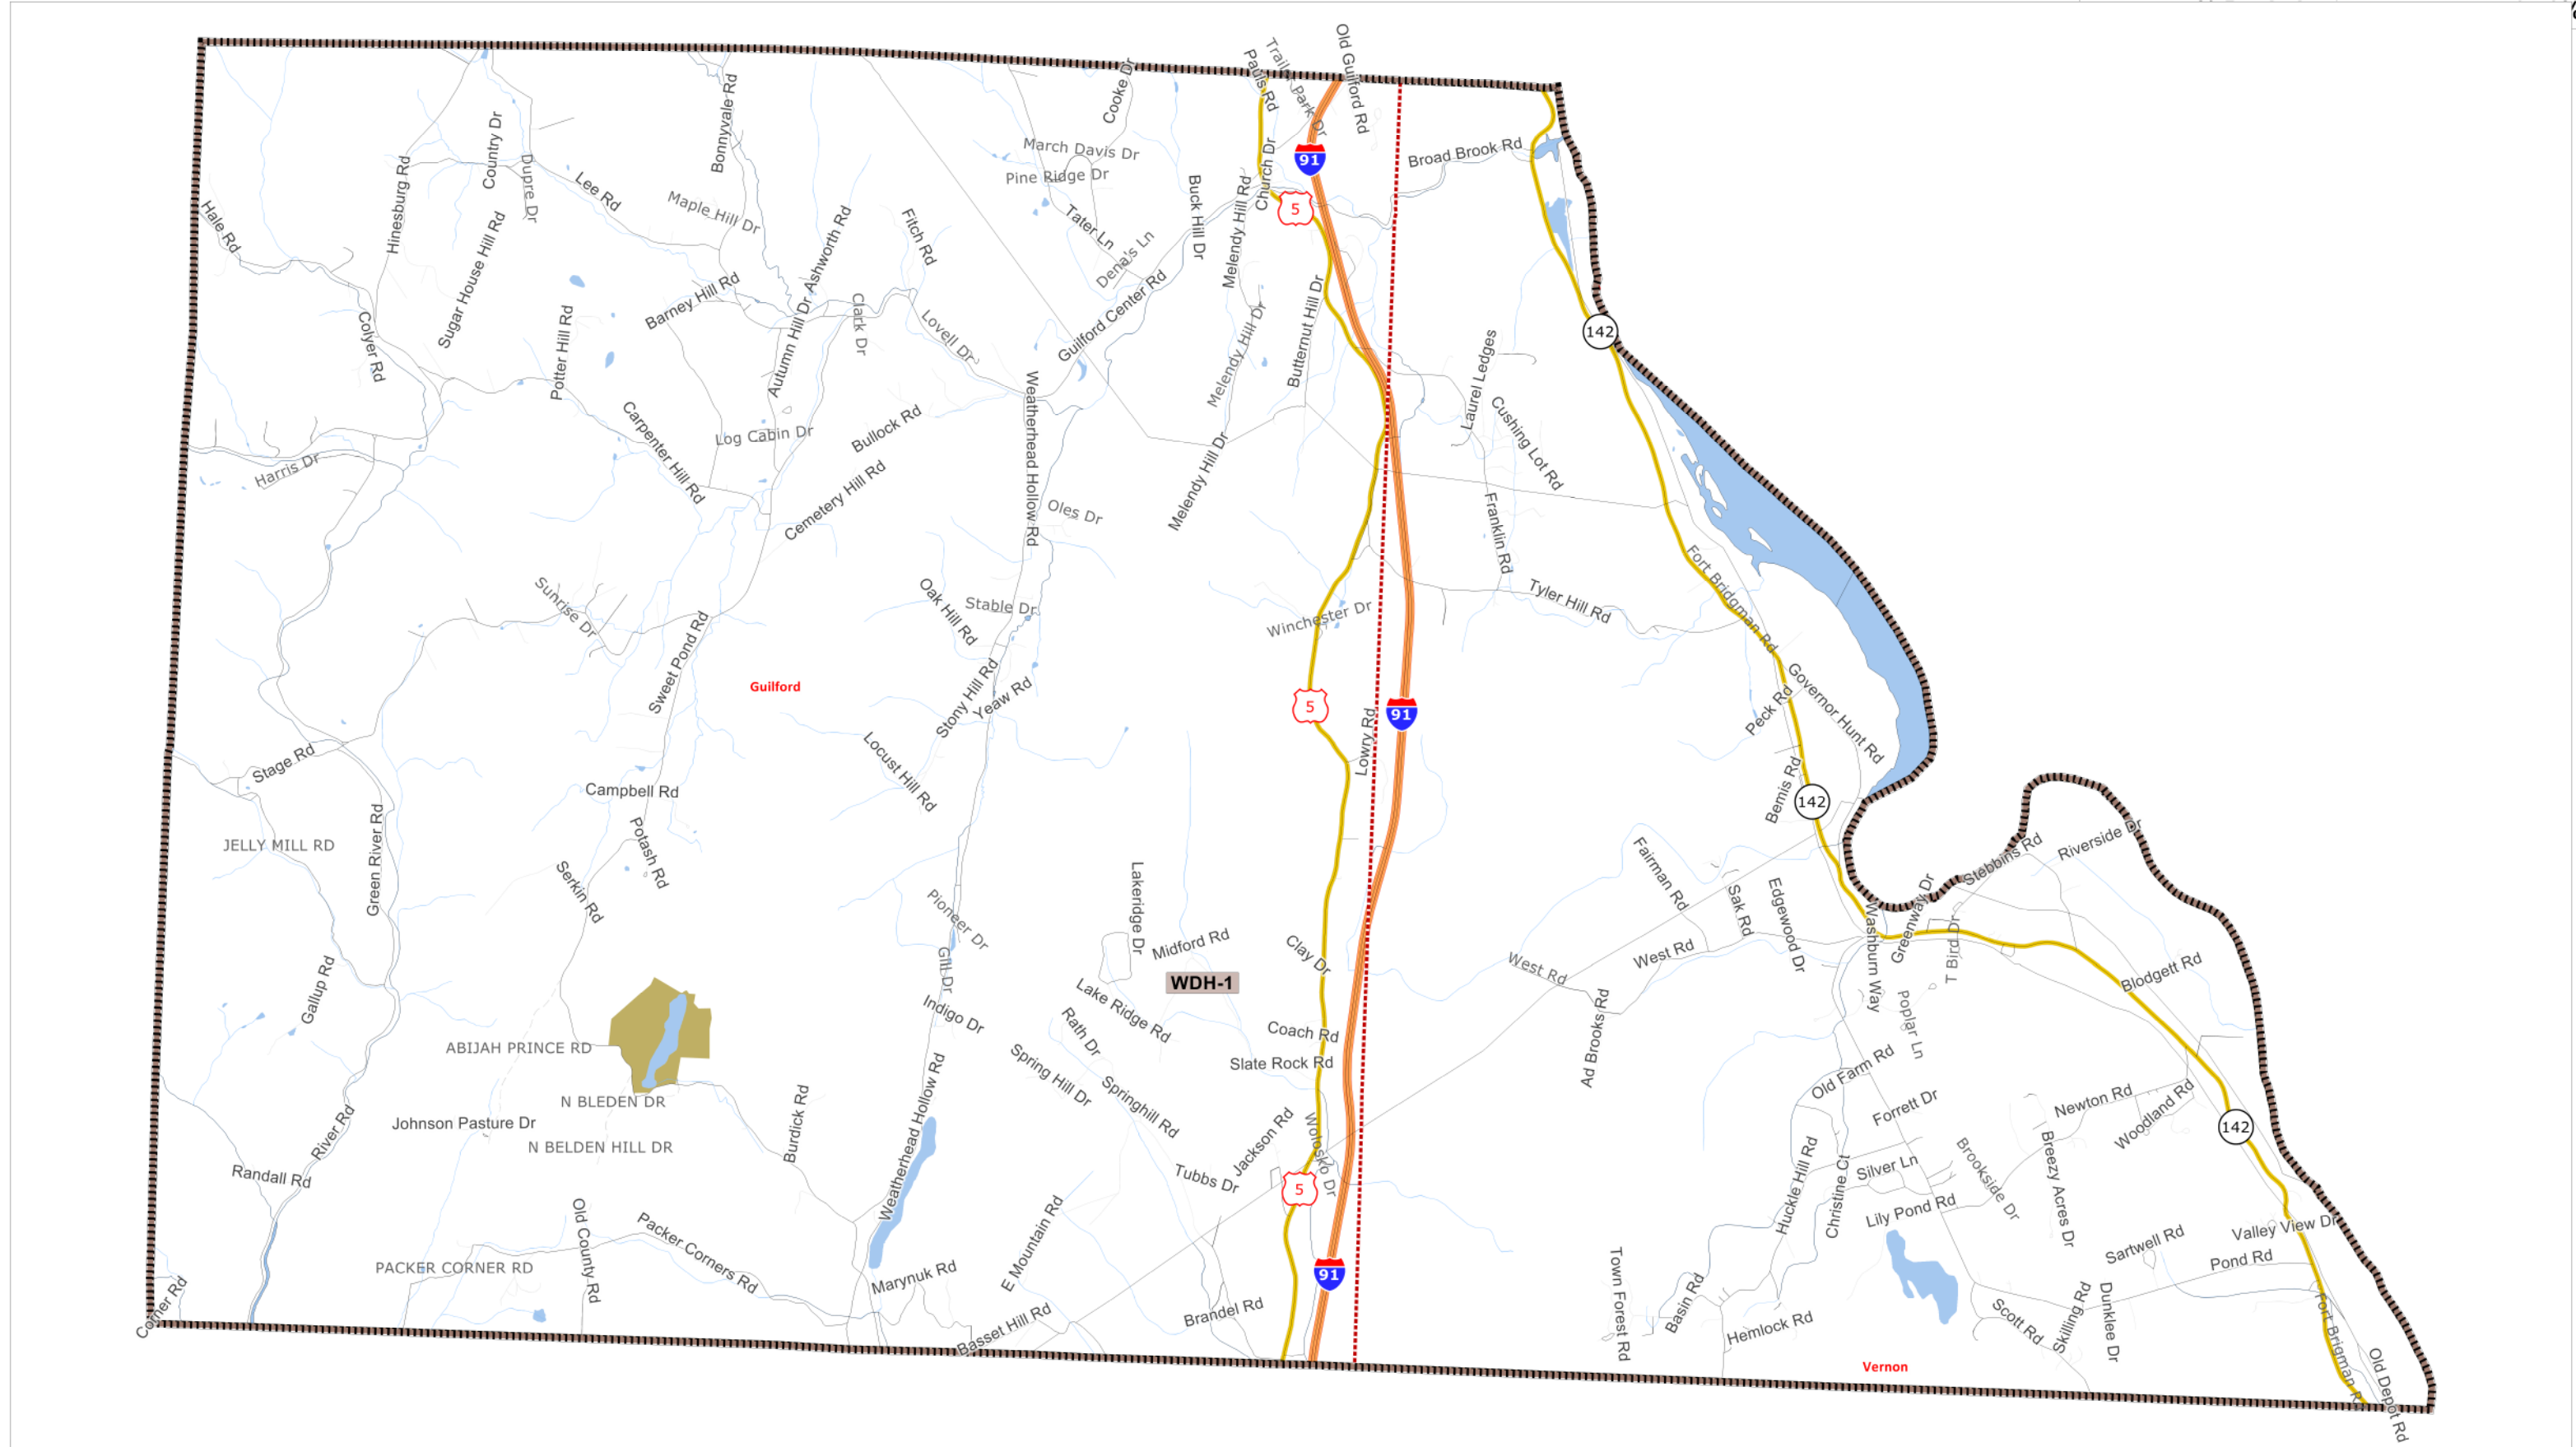 Old Guilford Rd
Trailer Park Dr
Pauls Rd
Cooke Dr
Bonnyvale Rd
Country Dr
Dupre Dr
Hinesburg Rd
Lee Rd
Maple Hill Dr
March Davis Dr
Pine Ridge Dr
Church Dr
91
Broad Brook Rd
Hale Rd
Sugar House Hill Rd
Ashworth Rd
Fitch Rd
Tater Ln
Dena's Ln
Buck Hill Dr
Melendy Hill Rd
5
Barney Hill Rd
Autumn Hill Dr
Clark Dr
Lovell Dr
Guilford Center Rd
Melendy Hill Dr
Butternut Hill Dr
142
Colyer Rd
Potter Hill Rd
Laurel Ledges
Cushing Lot Rd
Carpenter Hill Rd
Log Cabin Dr
Bullock Rd
Weatherhead Hollow Rd
Melendy Hill Dr
Harris Dr
Cemetery Hill Rd
Oles Dr
Franklin Rd
Sunrise Dr
Oak Hill Rd
Stable Dr
Winchester Dr
Tyler Hill Rd
Fort Bridgman Rd
Sweet Pond Rd
Guilford
Stony Hill Rd
Yeaw Rd
5
Lowry Rd
91
Peck Rd
Governor Hunt Rd
Stage Rd
Campbell Rd
Locust Hill Rd
Bemis Rd
142
JELLY MILL RD
Green River Rd
Potash Rd
Serkin Rd
Pioneer Dr
Gill Dr
Lakeridge Dr
Midford Rd
Clay Dr
Fairman Rd
Sak Rd
Edgewood Dr
Washburn Way
Greenway Dr
T Bird Dr
Stebbins Rd
Riverside Dr
Gallup Rd
WDH-1
West Rd
West Rd
Blodgett Rd
Indigo Dr
Lake Ridge Rd
Rath Dr
Coach Rd
Slate Rock Rd
Ad Brooks Rd
Poplar Ln
ABIJAH PRINCE RD
N BLEDEN DR
Spring Hill Dr
Springhill Rd
Old Farm Rd
Forrett Dr
Newton Rd
Woodland Rd
142
River Rd
Johnson Pasture Dr
N BELDEN HILL DR
Burdick Rd
Weatherhead Hollow Rd
Jackson Rd
Wolosko Dr
Tubbs Dr
5
Huckle Hill Rd
Christine Ct
Silver Ln
Brookside Dr
Breezy Acres Dr
Randall Rd
Old County Rd
Packer Corners Rd
E Mountain Rd
Lily Pond Rd
Sartwell Rd
Valley View Dr
Pond Rd
PACKER CORNER RD
Marynuk Rd
91
Town Forest Rd
Basin Rd
Corner Rd
Basset Hill Rd
Brandel Rd
Hemlock Rd
Scott Rd
Skilling Rd
Dunklee Dr
Vernon
Fort Brigman R
Old Depot Rd